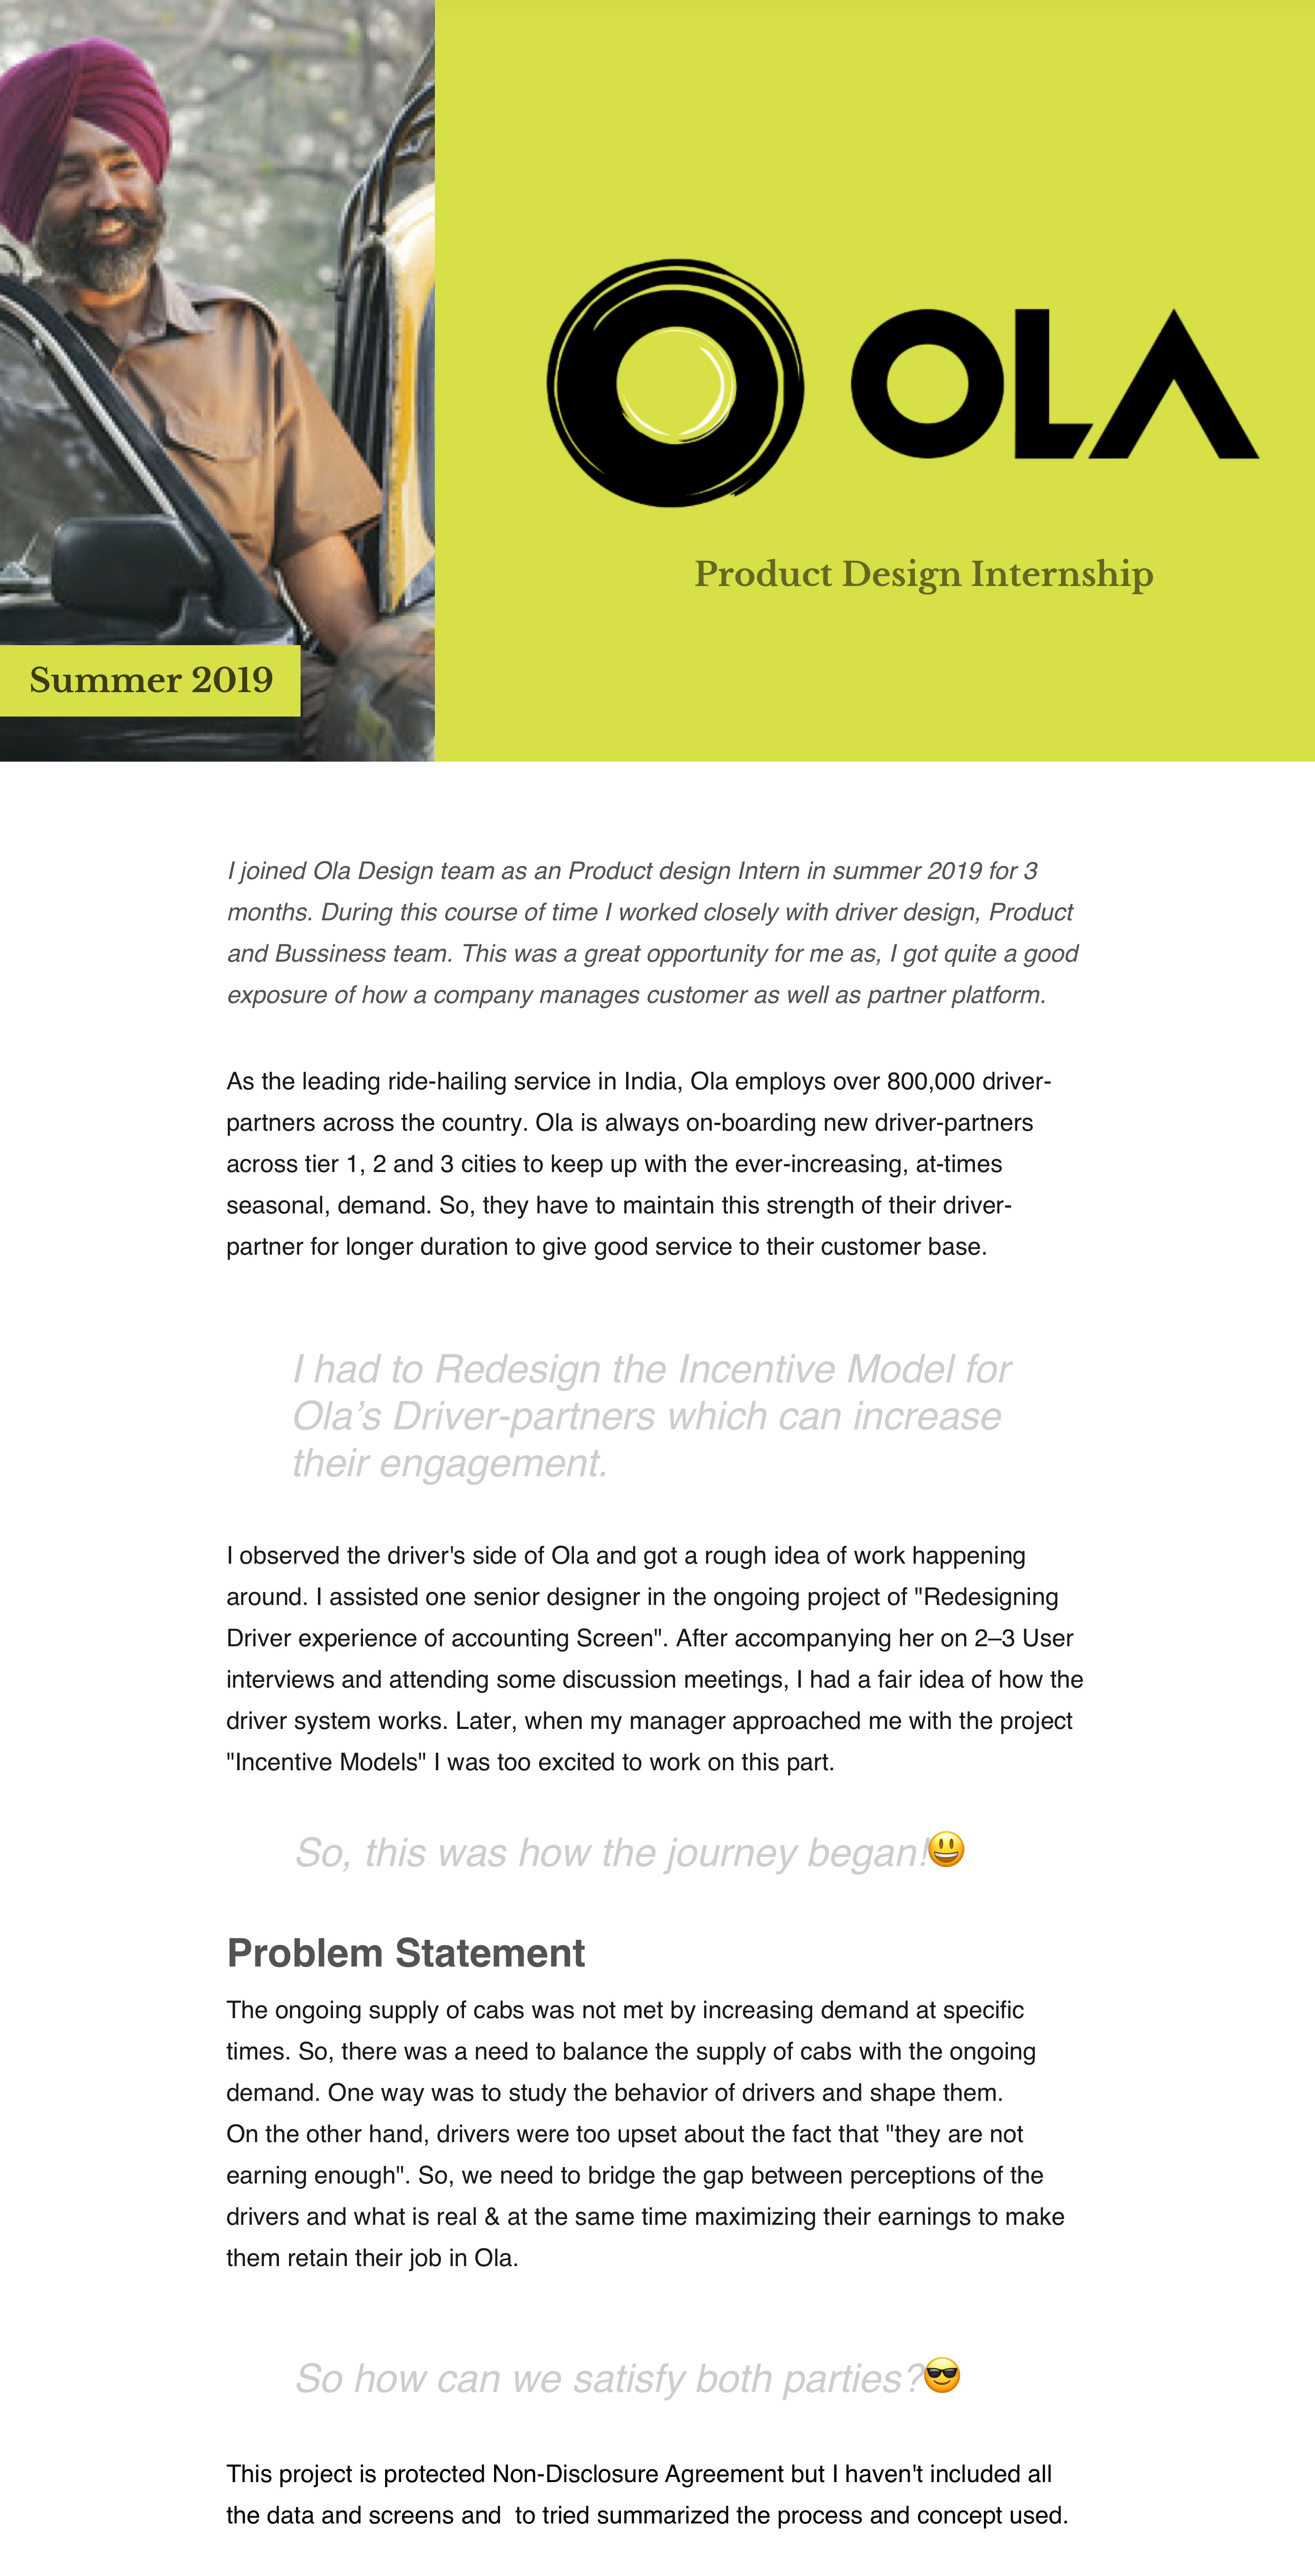 OLA
Product Design Internship
Summer 2019
I joined Ola Design team as an Product design Intern in summer 2019 for 3
months. During this course of time I worked closely with driver design, Product
and Bussiness team. This was a great opportunity for me as, I got quite a good
exposure of how a company manages customer as well as partner platform.
As the leading ride-hailing service in India, Ola employs over 800,000 driver-
partners across the country. Ola is always on-boarding new driver-partners
across tier 1, 2 and 3 cities to keep up with the ever-increasing, at-times
seasonal, demand. So, they have to maintain this strength of their driver-
partner for longer duration to give good service to their customer base.
I had to Redesign the Incentive Model for
Ola’s Driver-partners which can increase
their engagement.
I observed the driver's side of Ola and got a rough idea of work happening
around. I assisted one senior designer in the ongoing project of "Redesigning
Driver experience of accounting Screen". After accompanying her on 2–3 User
interviews and attending some discussion meetings, I had a fair idea of how the
driver system works. Later, when my manager approached me with the project
"Incentive Models" I was too excited to work on this part.
So, this was how the journey began!😃
Problem Statement
The ongoing supply of cabs was not met by increasing demand at specific
times. So, there was a need to balance the supply of cabs with the ongoing
demand. One way was to study the behavior of drivers and shape them.
On the other hand, drivers were too upset about the fact that "they are not
earning enough". So, we need to bridge the gap between perceptions of the
drivers and what is real & at the same time maximizing their earnings to make
them retain their job in Ola.
So how can we satisfy both parties?😎
This project is protected Non-Disclosure Agreement but I haven't included all
the data and screens and  to tried summarized the process and concept used.